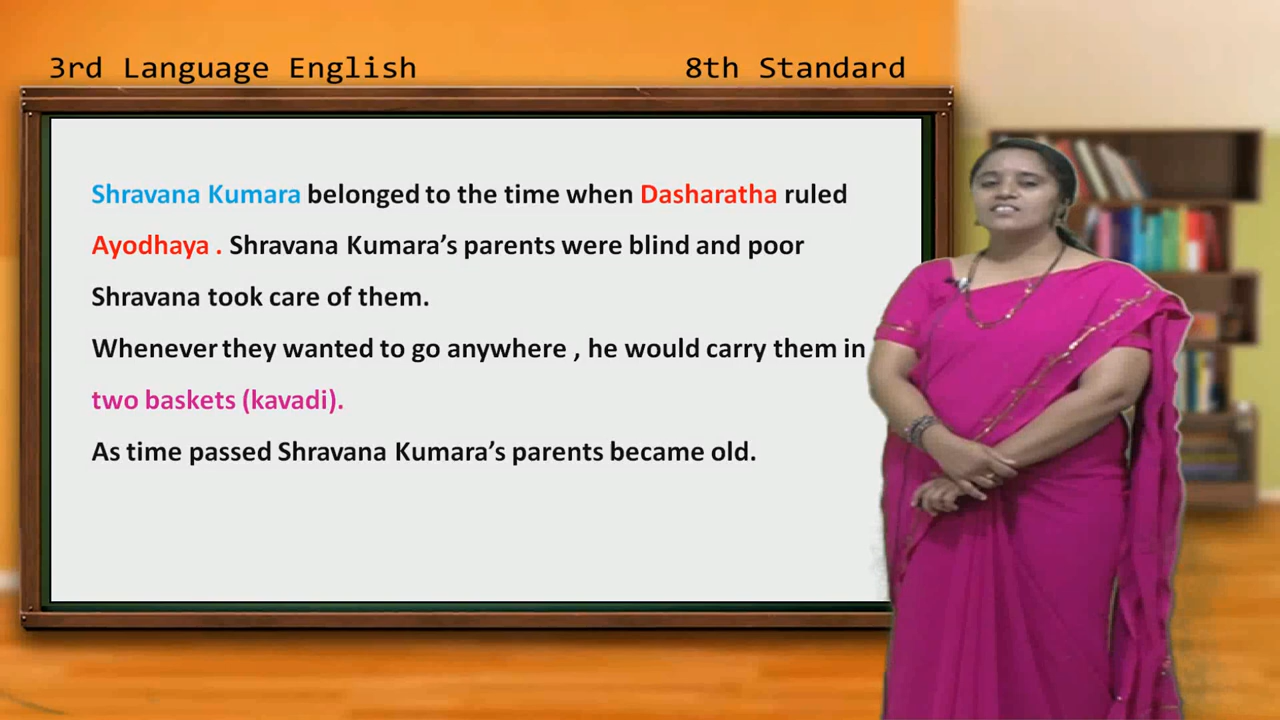 3rd Language English
8th Standard
Shravana Kumara belonged to the time when Dasharatha ruled
Ayodhaya . Shravana Kumara’s parents were blind and poor
Shravana took care of them.
Whenever they wanted to go anywhere , he would carry them in
two baskets (kavadi).
As time passed Shravana Kumara’s parents became old.